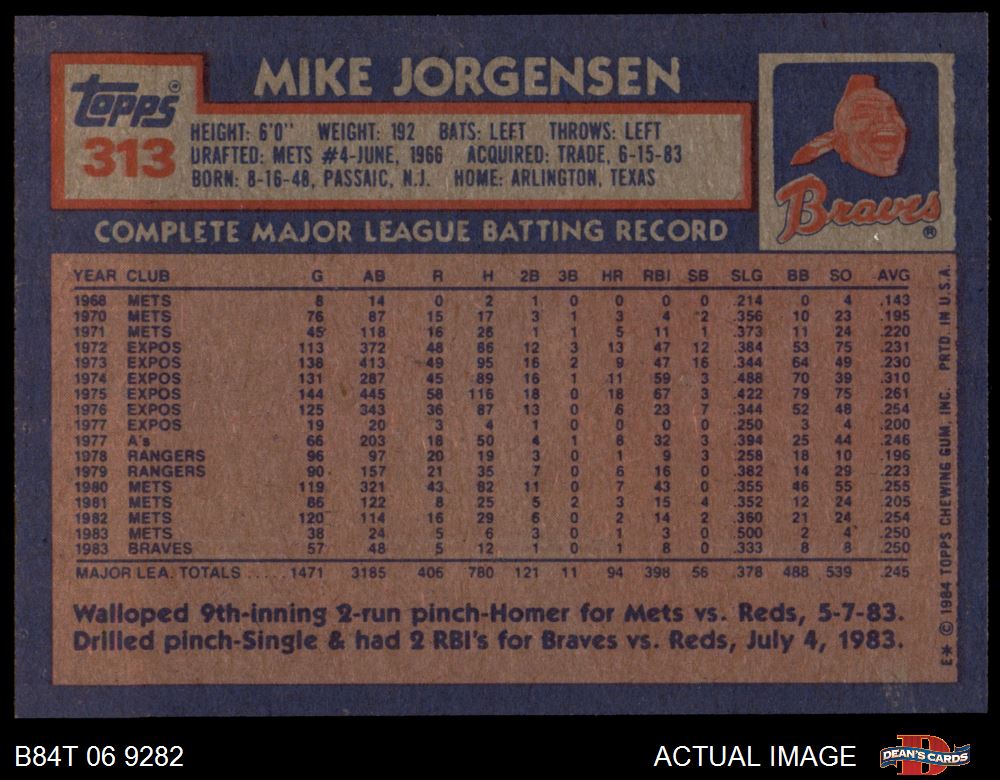 MIKE JORGENSEN
Topps®
313
HEIGHT: 6'0" WEIGHT: 192 BATS: LEFT THROWS: LEFT
DRAFTED: METS #4-JUNE, 1966 ACQUIRED: TRADE, 6-15-83
BORN: 8-16-48, PASSAIC, N.J. HOME: ARLINGTON, TEXAS
Braves®
COMPLETE MAJOR LEAGUE BATTING RECORD
YEAR CLUB G AB R H 2B 3B HR RBI SB SLG BB SO AVG
1968 METS 8 14 0 2 1 0 0 0 0 .214 0 4 .143
1970 METS 76 87 15 17 3 1 3 4 2 .356 10 23 .195
1971 METS 45 118 16 26 1 1 5 11 1 .373 11 24 .220
1972 EXPOS 113 372 48 86 12 3 13 47 12 .384 53 75 .231
1973 EXPOS 138 413 49 95 16 2 9 47 16 .344 64 49 .230
1974 EXPOS 131 287 45 89 16 1 11 59 3 .488 70 39 .310
1975 EXPOS 144 445 58 116 18 0 18 67 3 .422 79 75 .261
1976 EXPOS 125 343 36 87 13 0 6 23 7 .344 52 48 .254
1977 EXPOS 19 20 3 4 1 0 0 0 0 .250 3 4 .200
1977 A's 66 203 18 50 4 1 8 32 3 .394 25 44 .246
1978 RANGERS 96 97 20 19 3 0 1 9 3 .258 18 10 .196
1979 RANGERS 90 157 21 35 7 0 6 16 0 .382 14 29 .223
1980 METS 119 321 43 82 11 0 7 43 0 .355 46 55 .255
1981 METS 86 122 8 25 5 2 3 15 4 .352 12 24 .205
1982 METS 120 114 16 29 6 0 2 14 2 .360 21 24 .254
1983 METS 38 24 5 6 3 0 1 3 0 .500 2 4 .250
1983 BRAVES 57 48 5 12 1 0 1 8 0 .333 8 8 .250
MAJOR LEA. TOTALS ..... 1471 3185 406 780 121 11 94 398 56 .378 488 539 .245
Walloped 9th-inning 2-run pinch-Homer for Mets vs. Reds, 5-7-83.
Drilled pinch-Single & had 2 RBI's for Braves vs. Reds, July 4, 1983.
E* © 1984 TOPPS CHEWING GUM, INC. PRTD. IN U.S.A.
B84T 06 9282
ACTUAL IMAGE
D
DEAN'S CARDS